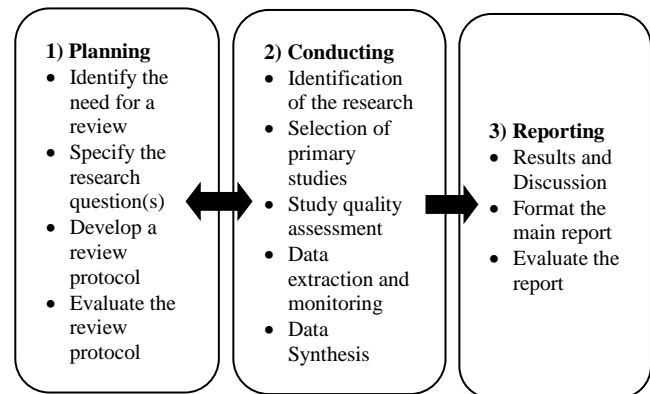 1) Planning
• Identify the
need for a
review
• Specify the
research
question(s)
• Develop a
review
protocol
• Evaluate the
review
protocol
2) Conducting
• Identification
of the research
• Selection of
primary
studies
• Study quality
assessment
• Data
extraction and
monitoring
• Data
Synthesis
3) Reporting
• Results and
Discussion
• Format the
main report
• Evaluate the
report